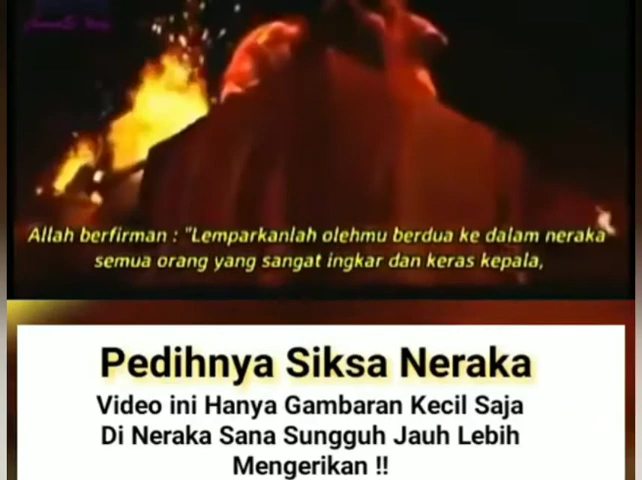 Allah berfirman : "Lemparkanlah olehmu berdua ke dalam neraka
semua orang yang sangat ingkar dan keras kepala,
Pedihnya Siksa Neraka
Video ini Hanya Gambaran Kecil Saja
Di Neraka Sana Sungguh Jauh Lebih
Mengerikan !!